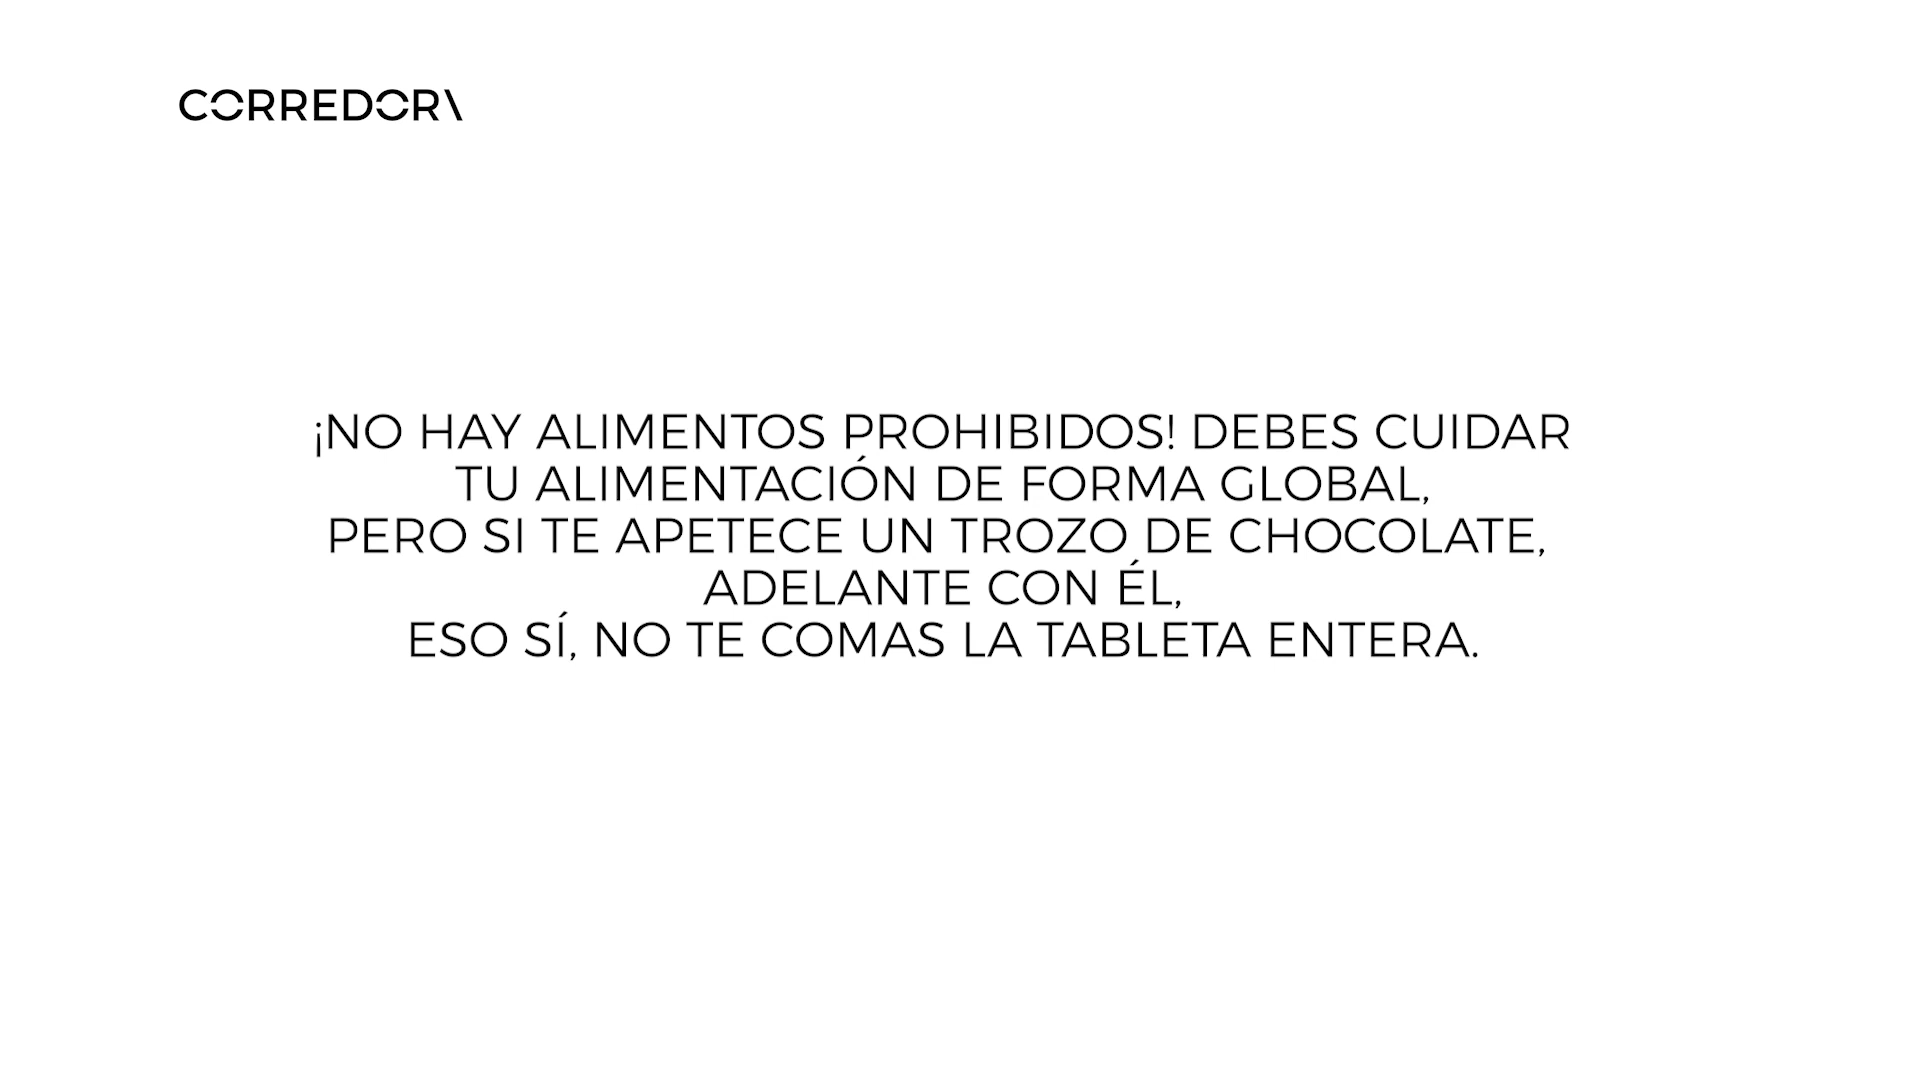 CORREDOR\
¡NO HAY ALIMENTOS PROHIBIDOS! DEBES CUIDAR
TU ALIMENTACIÓN DE FORMA GLOBAL,
PERO SI TE APETECE UN TROZO DE CHOCOLATE,
ADELANTE CON ÉL,
ESO SÍ, NO TE COMAS LA TABLETA ENTERA.